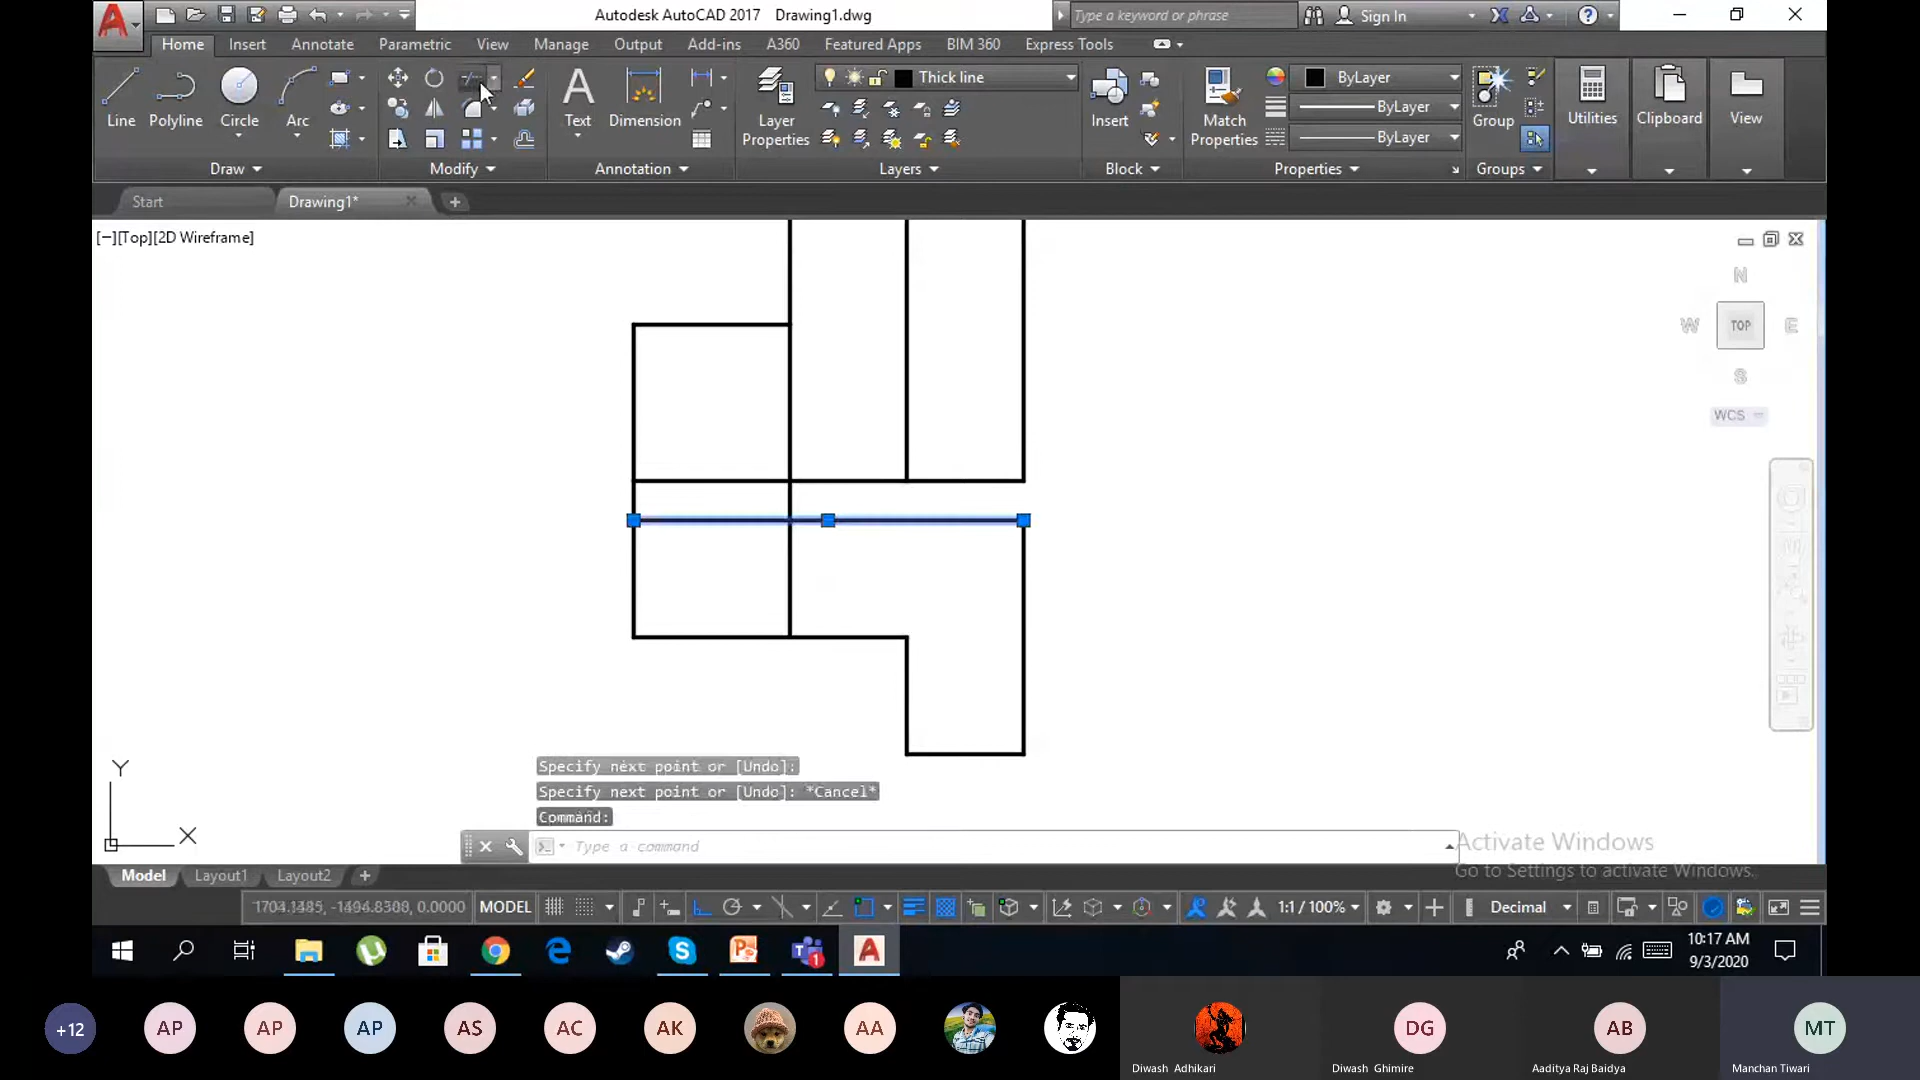 Autodesk AutoCAD 2017 Drawing1.dwg
Type a keyword or phrase
Sign In
Home Insert Annotate Parametric View Manage Output Add-ins A360 Featured Apps BIM 360 Express Tools
Thick line
ByLayer
ByLayer
ByLayer
Line Polyline Circle Arc
Text Dimension
Layer Properties
Insert
Match Properties
Group
Utilities
Clipboard
View
Draw Modify Annotation Layers Block Properties Groups
Start Drawing1*
[−][Top][2D Wireframe]
N
W TOP E
S
WCS
Specify next point or [Undo]:
Specify next point or [Undo]: *Cancel*
Command:
Type a command
Y
X
Activate Windows
Go to Settings to activate Windows.
Model Layout1 Layout2
1704.1485, -1494.8308, 0.0000 MODEL 1:1 / 100% Decimal
1
10:17 AM
9/3/2020
+12 AP AP AP AS AC AK AA DG AB MT
Diwash Adhikari Diwash Ghimire Aaditya Raj Baidya Manchan Tiwari